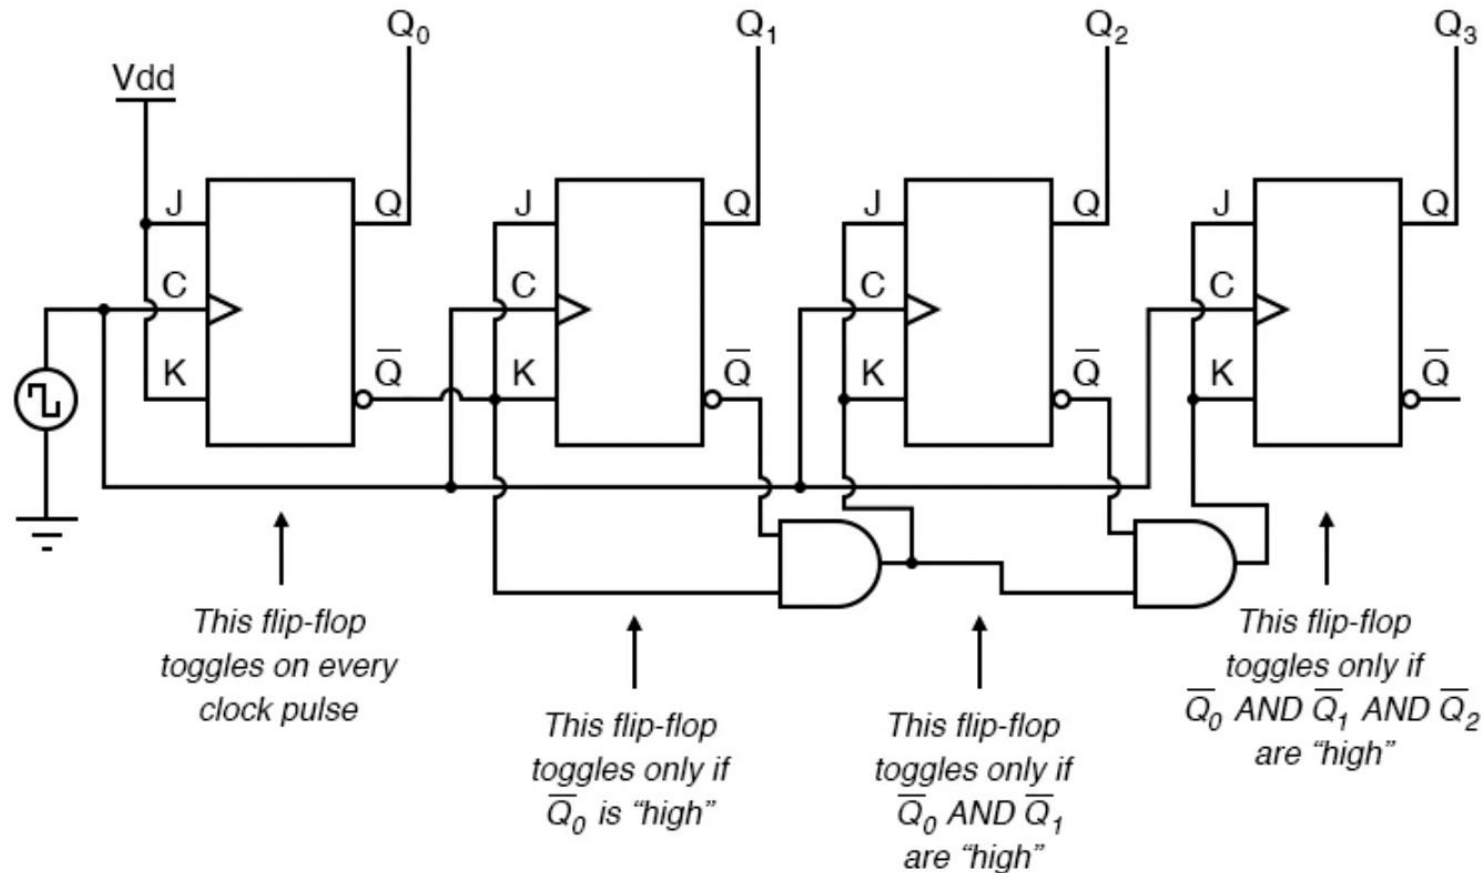 Q₀ Q₁ Q₂ Q₃
Vdd
J Q J Q J Q J Q
C C C C
K Q̅ K Q̅ K Q̅ K Q̅
This flip-flop
toggles on every
clock pulse
This flip-flop
toggles only if
Q̅₀ is “high”
This flip-flop
toggles only if
Q̅₀ AND Q̅₁
are “high”
This flip-flop
toggles only if
Q̅₀ AND Q̅₁ AND Q̅₂
are “high”